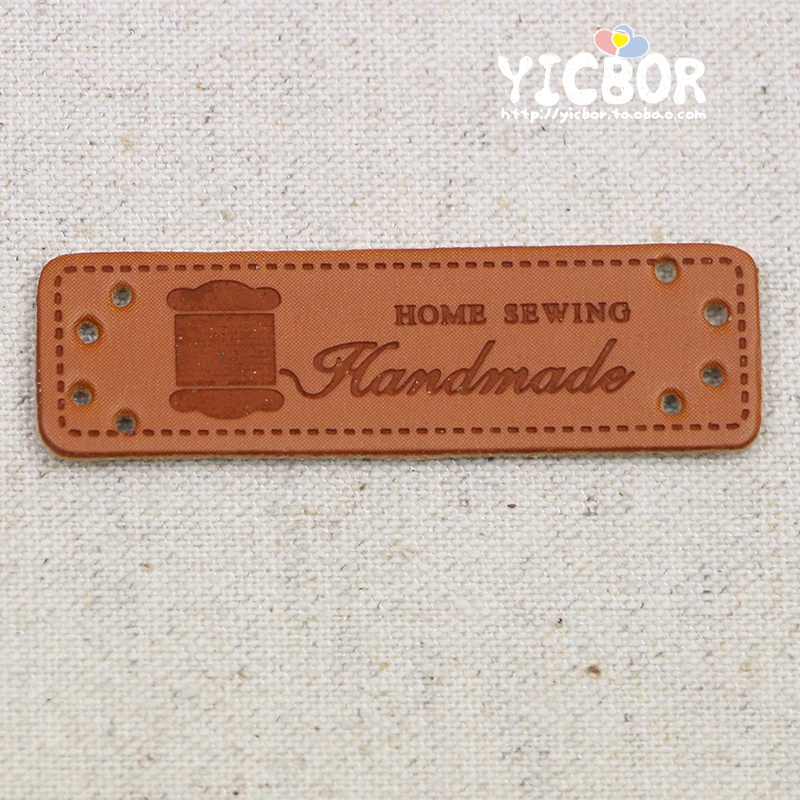 YICBOR
http://yicbor.taobao.com
HOME SEWING
Handmade